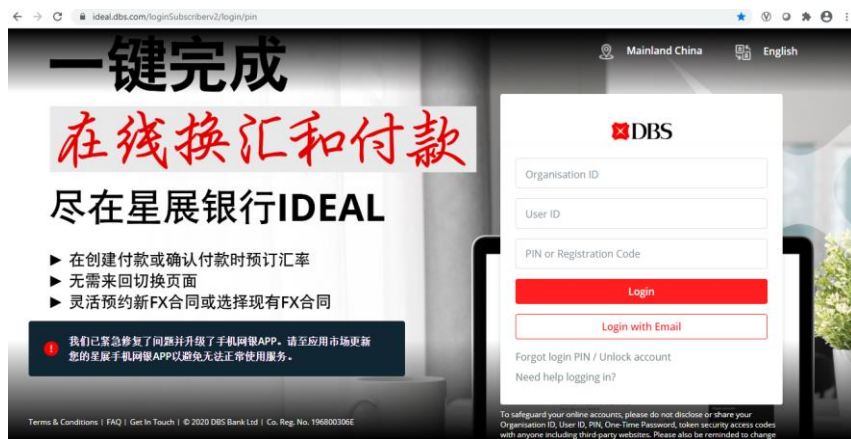 ideal.dbs.com/loginSubscriberv2/login/pin
Mainland China
English
一键完成
在线换汇和付款
尽在星展银行IDEAL
▶ 在创建付款或确认付款时预订汇率
▶ 无需来回切换页面
▶ 灵活预约新FX合同或选择现有FX合同
我们已紧急修复了问题并升级了手机网银APP。请至应用市场更新
您的星展手机网银APP以避免无法正常使用服务。
Terms & Conditions | FAQ | Get In Touch | © 2020 DBS Bank Ltd | Co. Reg. No. 196800306E
DBS
Organisation ID
User ID
PIN or Registration Code
Login
Login with Email
Forgot login PIN / Unlock account
Need help logging in?
To safeguard your online accounts, please do not disclose or share your
Organisation ID, User ID, PIN, One-Time Password, token security access codes
with anyone including third-party websites. Please also be reminded to change